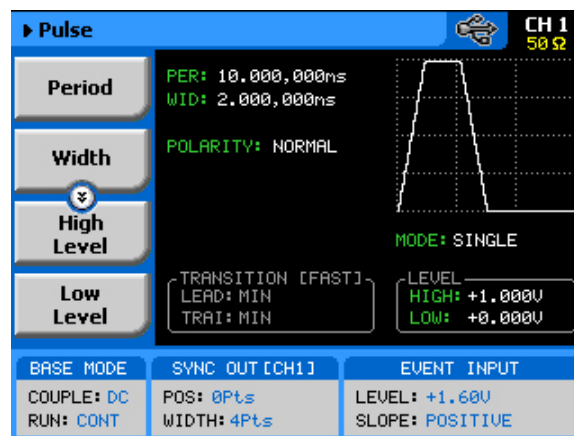 Pulse
CH 1
50 Ω
Period
Width
High
Level
Low
Level
PER: 10.000,000ms
WID: 2.000,000ms
POLARITY: NORMAL
MODE: SINGLE
TRANSITION [FAST]
LEAD: MIN
TRAI: MIN
LEVEL
HIGH: +1.000V
LOW: +0.000V
BASE MODE
COUPLE: DC
RUN: CONT
SYNC OUT [CH1]
POS: 0Pts
WIDTH: 4Pts
EVENT INPUT
LEVEL: +1.60V
SLOPE: POSITIVE